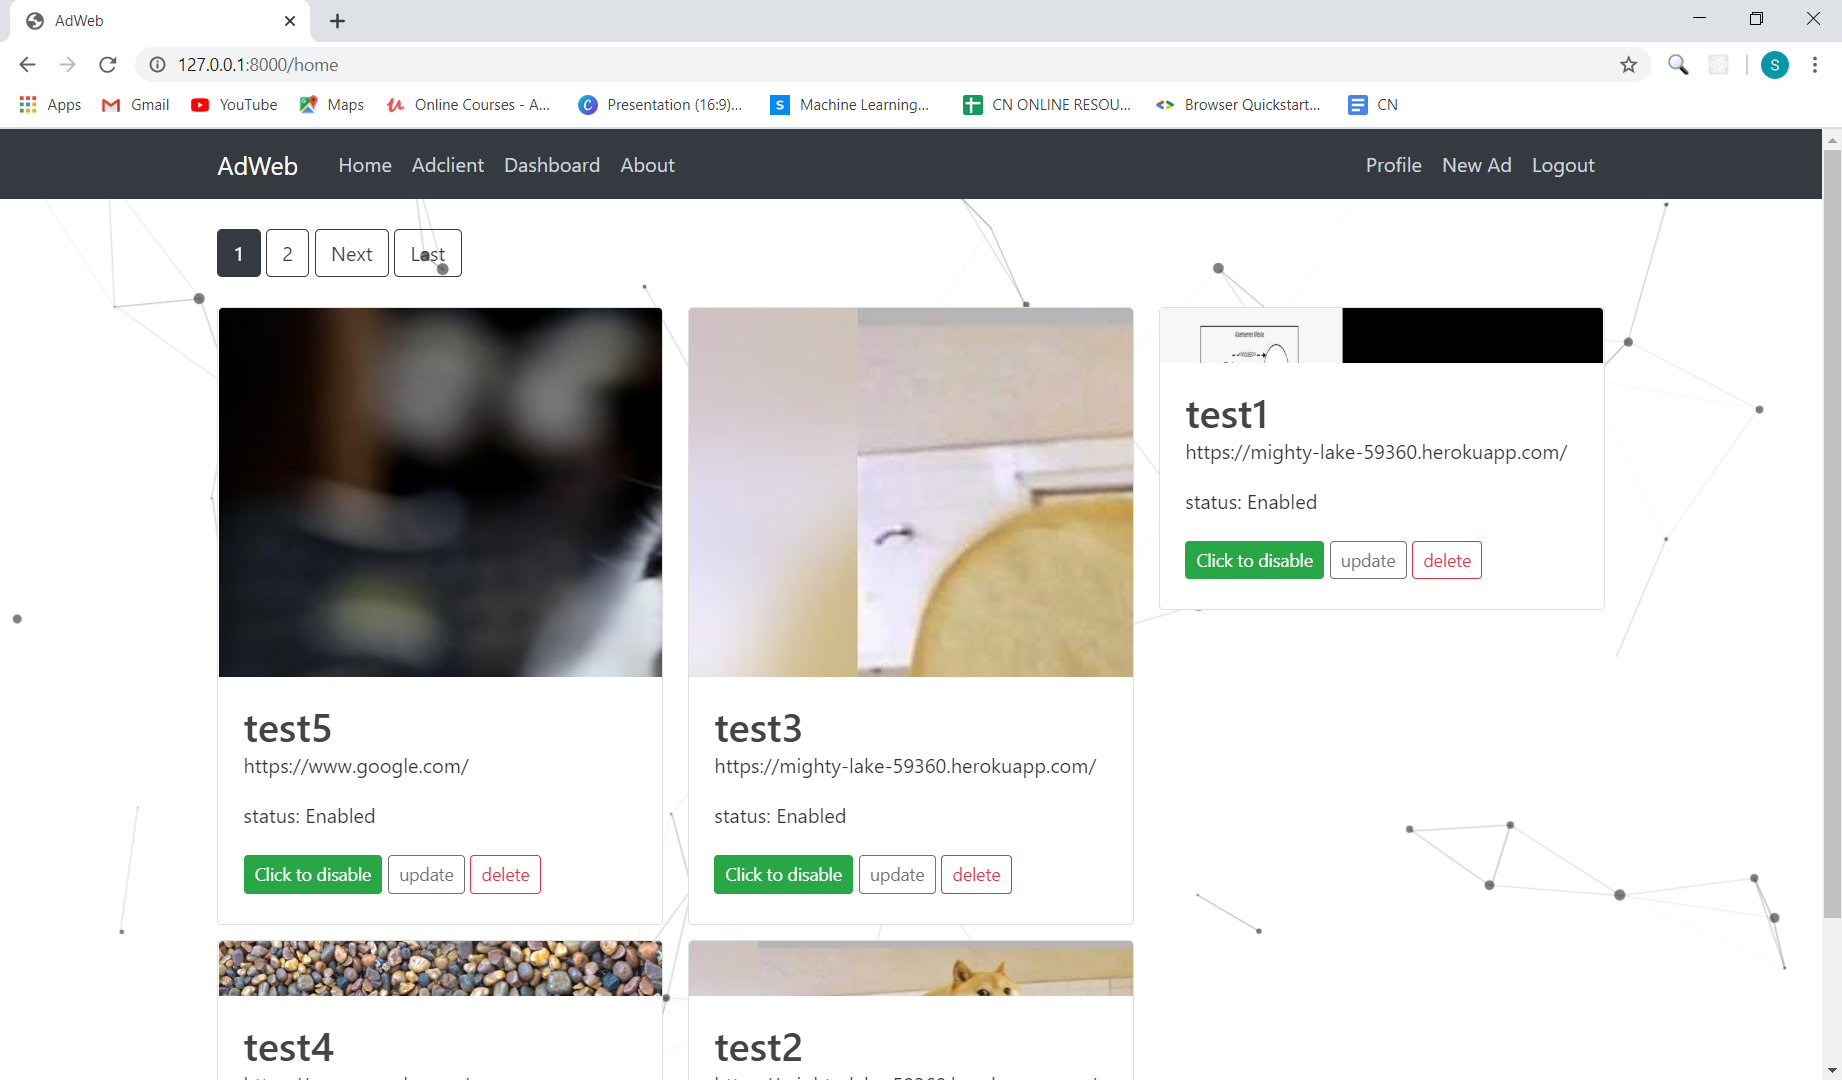 AdWeb
127.0.0.1:8000/home
S
Apps Gmail YouTube Maps Online Courses - A... Presentation (16:9)... Machine Learning... CN ONLINE RESOU... Browser Quickstart... CN
AdWeb Home Adclient Dashboard About Profile New Ad Logout
1 2 Next Last
test5
https://www.google.com/
status: Enabled
Click to disable update delete
test3
https://mighty-lake-59360.herokuapp.com/
status: Enabled
Click to disable update delete
test1
https://mighty-lake-59360.herokuapp.com/
status: Enabled
Click to disable update delete
test4
test2